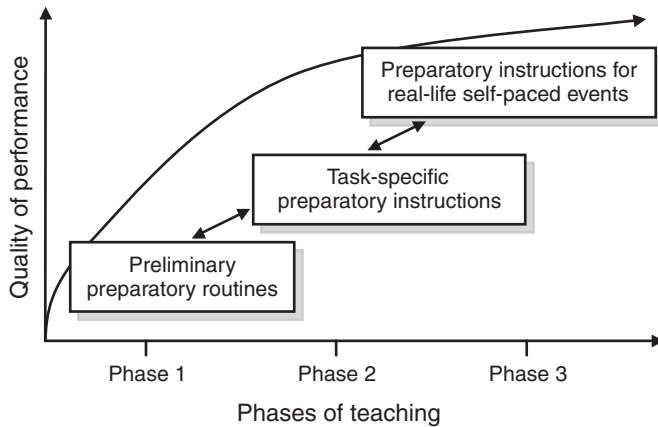 Quality of performance
Preparatory instructions for
real-life self-paced events
Task-specific
preparatory instructions
Preliminary
preparatory routines
Phase 1
Phase 2
Phase 3
Phases of teaching